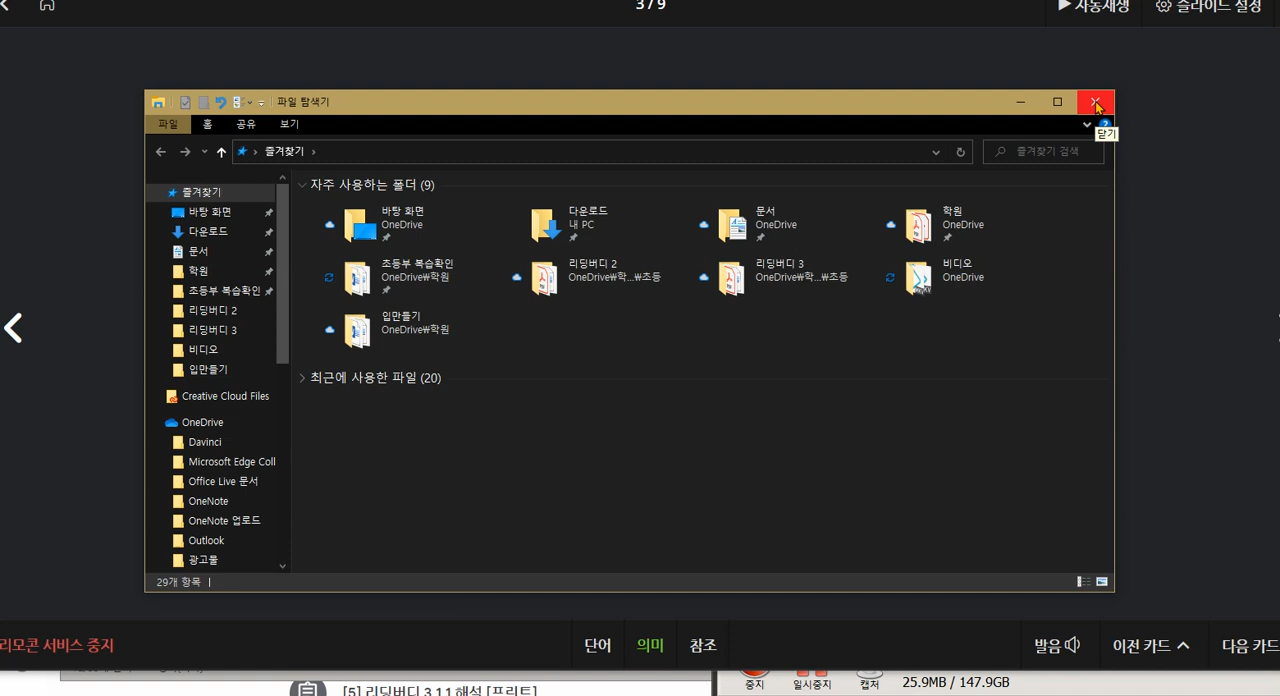 3/9
자동재생
슬라이드 설정
파일 탐색기
파일 홈 공유 보기
닫기
즐겨찾기
즐겨찾기 검색
즐겨찾기
바탕 화면
다운로드
문서
학원
초등부 복습확인
리딩버디 2
리딩버디 3
비디오
입만들기
Creative Cloud Files
OneDrive
Davinci
Microsoft Edge Coll
Office Live 문서
OneNote
OneNote 업로드
Outlook
광고물
자주 사용하는 폴더 (9)
바탕 화면
OneDrive
다운로드
내 PC
문서
OneDrive
학원
OneDrive
초등부 복습확인
OneDrive₩학원
리딩버디 2
OneDrive₩학...₩초등
리딩버디 3
OneDrive₩학...₩초등
비디오
OneDrive
입만들기
OneDrive₩학원
최근에 사용한 파일 (20)
29개 항목
리모콘 서비스 중지
단어 의미 참조
발음
이전 카드
다음 카드
[5] 리딩버디 3 1 1 해석 [프린트]
중지 일시중지 캡처
25.9MB / 147.9GB